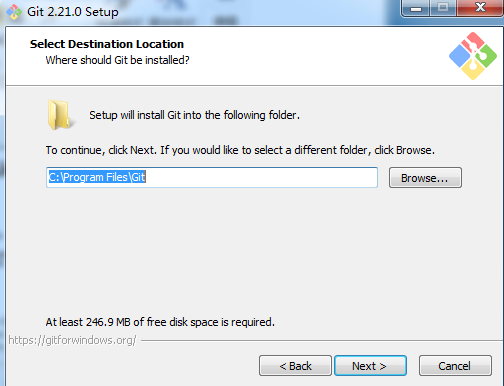 Git 2.21.0 Setup
Select Destination Location
Where should Git be installed?
Setup will install Git into the following folder.
To continue, click Next. If you would like to select a different folder, click Browse.
C:\Program Files\Git
Browse...
At least 246.9 MB of free disk space is required.
https://gitforwindows.org/
< Back
Next >
Cancel